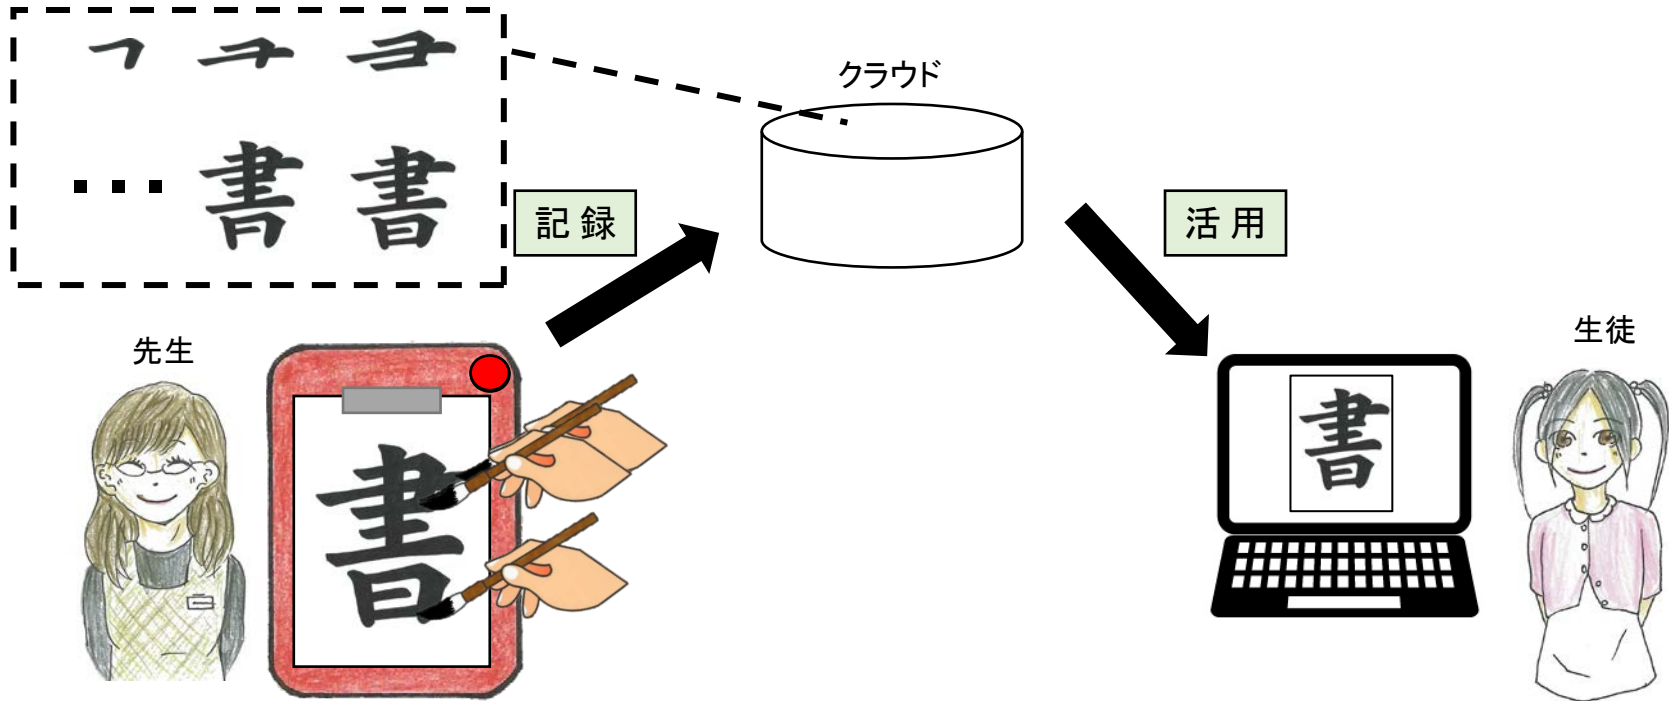 クラウド
・・・ 書 書
記 録
活 用
先生
生徒
書
書